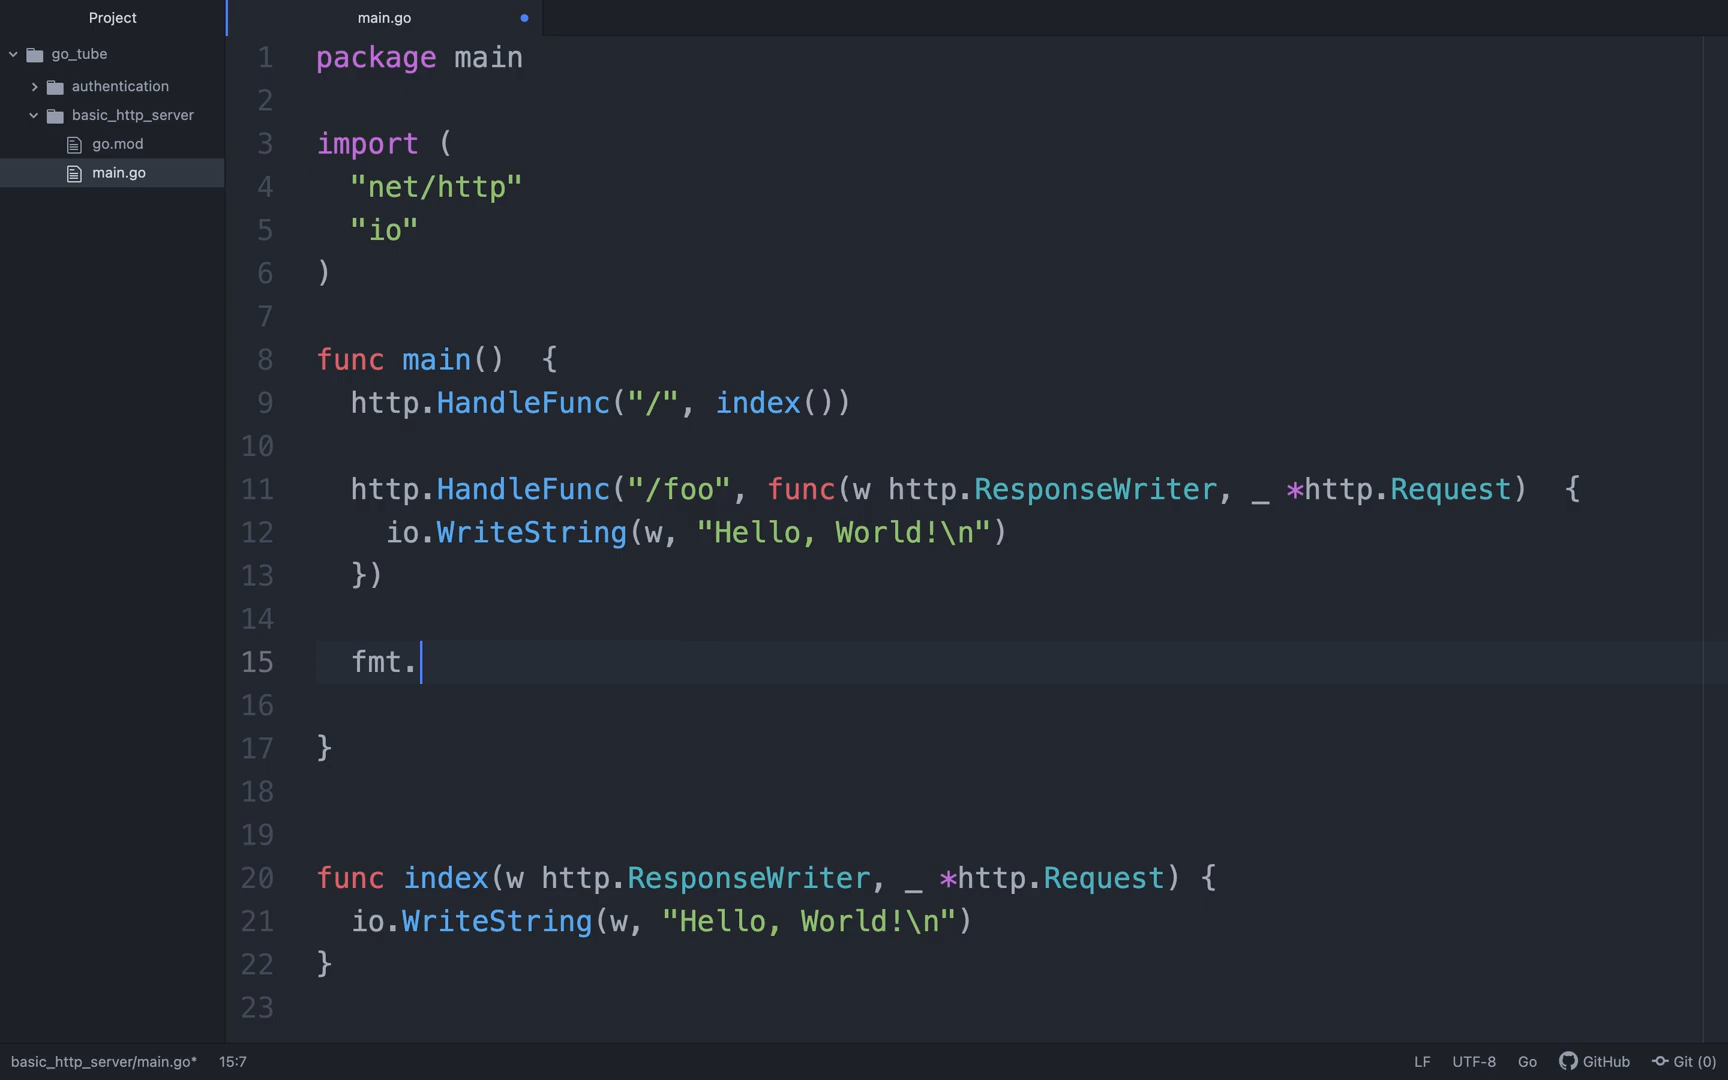 Project
main.go
go_tube
authentication
basic_http_server
go.mod
main.go
1 package main
2
3 import (
4 "net/http"
5 "io"
6 )
7
8 func main()  {
9 http.HandleFunc("/", index())
10
11 http.HandleFunc("/foo", func(w http.ResponseWriter, _ *http.Request)  {
12 io.WriteString(w, "Hello, World!\n")
13 })
14
15 fmt.
16
17 }
18
19
20 func index(w http.ResponseWriter, _ *http.Request) {
21 io.WriteString(w, "Hello, World!\n")
22 }
23
basic_http_server/main.go* 15:7 LF UTF-8 Go GitHub Git (0)